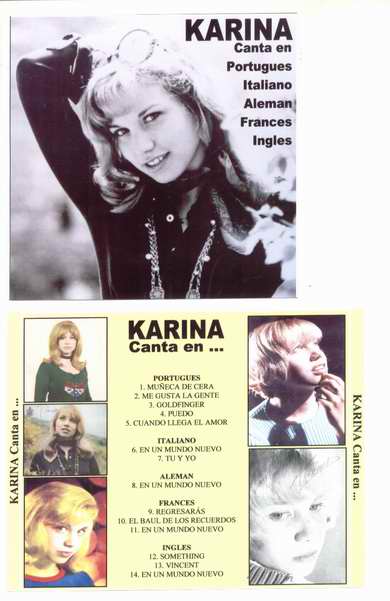 KARINA
Canta en
Portugues
Italiano
Aleman
Frances
Ingles
KARINA
Canta en ...
PORTUGUES
1. MUÑECA DE CERA
2. ME GUSTA LA GENTE
3. GOLDFINGER
4. PUEDO
5. CUANDO LLEGA EL AMOR
ITALIANO
6. EN UN MUNDO NUEVO
7. TU Y YO
ALEMAN
8. EN UN MUNDO NUEVO
FRANCES
9. REGRESARÁS
10. EL BAUL DE LOS RECUERDOS
11. EN UN MUNDO NUEVO
INGLES
12. SOMETHING
13. VINCENT
14. EN UN MUNDO NUEVO
KARINA Canta en ...
KARINA Canta en ...